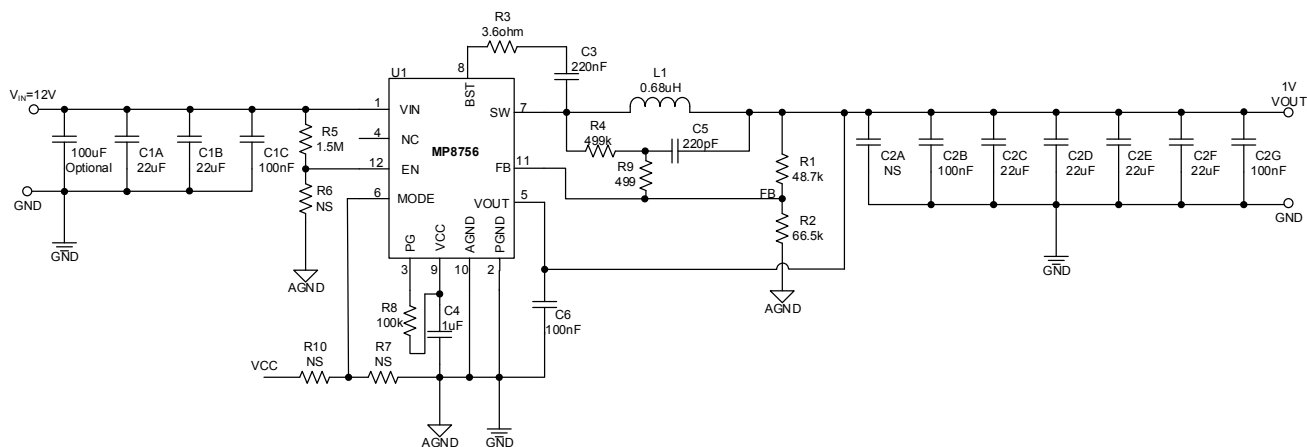 R3
3.6ohm
C3
220nF
U1
8
BST
L1
0.68uH
1V
VOUT
VIN=12V
1
VIN
SW
7
4
NC
MP8756
R4
499k
C5
220pF
R5
1.5M
12
EN
FB
11
R9
499
R1
48.7k
100uF
Optional
C1A
22uF
C1B
22uF
C1C
100nF
C2A
NS
C2B
100nF
C2C
22uF
C2D
22uF
C2E
22uF
C2F
22uF
C2G
100nF
R6
NS
6
MODE
VOUT
5
FB
R2
66.5k
GND
GND
PG
VCC
AGND
PGND
3
9
10
2
GND
AGND
GND
AGND
R8
100k
C4
1uF
C6
100nF
R10
NS
R7
NS
VCC
AGND
GND